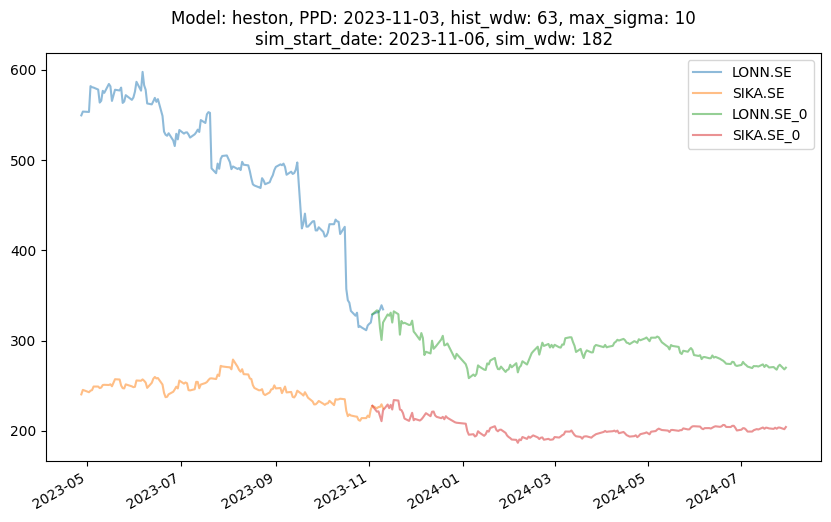 Model: heston, PPD: 2023-11-03, hist_wdw: 63, max_sigma: 10
sim_start_date: 2023-11-06, sim_wdw: 182
LONN.SE
SIKA.SE
LONN.SE_0
SIKA.SE_0
600
500
400
300
200
2023-05
2023-07
2023-09
2023-11
2024-01
2024-03
2024-05
2024-07